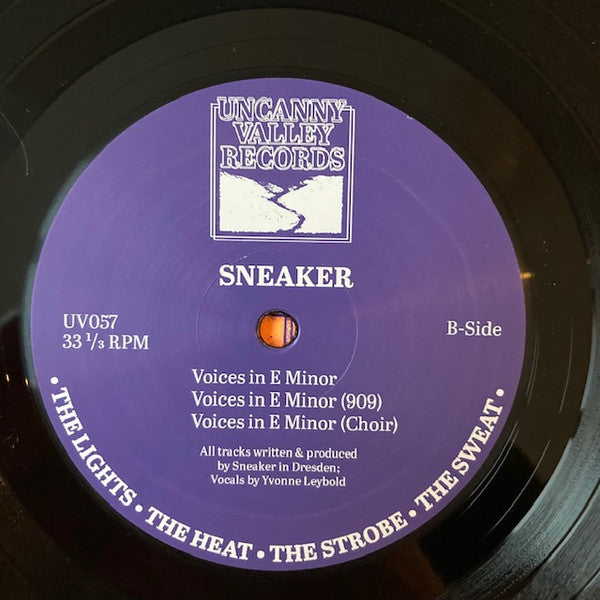 UNCANNY
VALLEY
RECORDS
SNEAKER
UV057
33 1/3 RPM
B-Side
Voices in E Minor
Voices in E Minor (909)
Voices in E Minor (Choir)
All tracks written & produced
by Sneaker in Dresden;
Vocals by Yvonne Leybold
• THE LIGHTS • THE HEAT • THE STROBE • THE SWEAT •